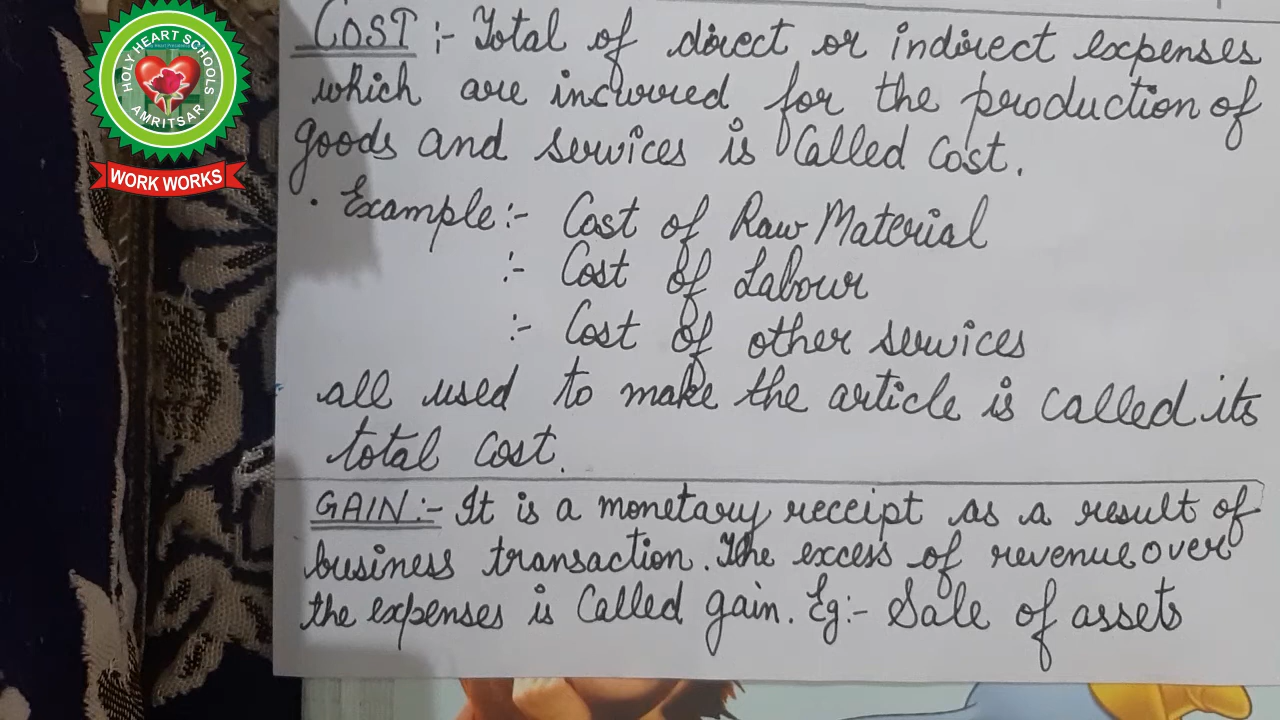 HOLY HEART SCHOOLS
AMRITSAR
WORK WORKS
COST :- Total of direct or indirect expenses
which are incurred for the production of
goods and services is called cost.
• Example :- Cost of Raw Material
:- Cost of Labour
:- Cost of other services
all used to make the article is called its
total cost.
GAIN :- It is a monetary receipt as a result of
business transaction. The excess of revenue over
the expenses is called gain. Eg :- Sale of assets